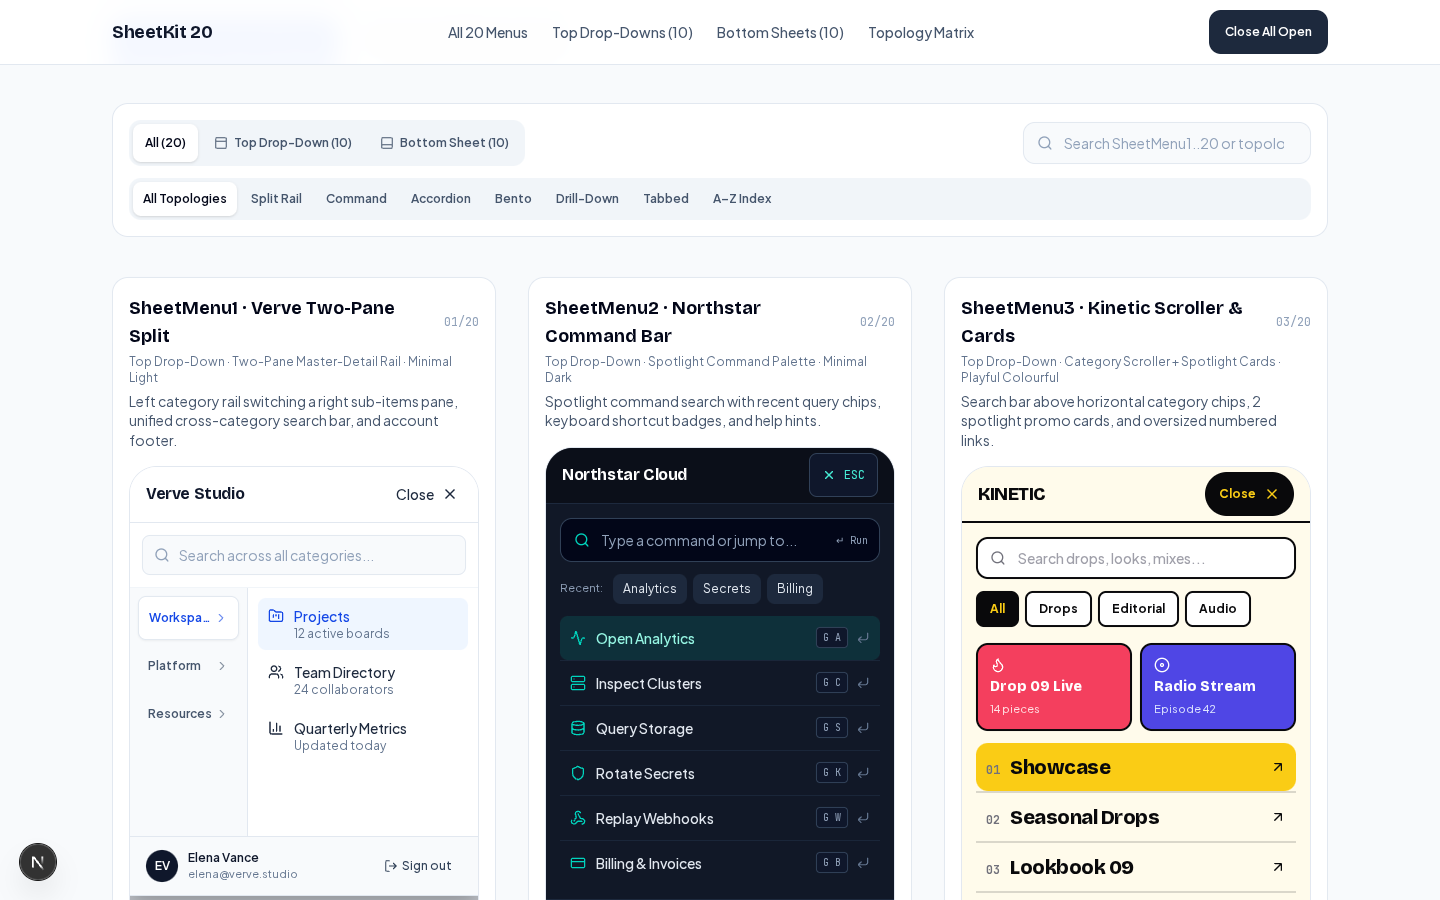 SheetKit 20
All 20 Menus
Top Drop-Downs (10)
Bottom Sheets (10)
Topology Matrix
Close All Open
All (20)
Top Drop-Down (10)
Bottom Sheet (10)
Search SheetMenu1..20 or topolo
All Topologies
Split Rail
Command
Accordion
Bento
Drill-Down
Tabbed
A–Z Index
SheetMenu1 · Verve Two-Pane
Split
01/20
Top Drop-Down · Two-Pane Master-Detail Rail · Minimal
Light
Left category rail switching a right sub-items pane,
unified cross-category search bar, and account
footer.
Verve Studio
Close
Search across all categories...
Workspa...
Platform
Resources
Projects
12 active boards
Team Directory
24 collaborators
Quarterly Metrics
Updated today
EV
Elena Vance
elena@verve.studio
Sign out
SheetMenu2 · Northstar
Command Bar
02/20
Top Drop-Down · Spotlight Command Palette · Minimal
Dark
Spotlight command search with recent query chips,
keyboard shortcut badges, and help hints.
Northstar Cloud
ESC
Type a command or jump to...
↵ Run
Recent:
Analytics
Secrets
Billing
Open Analytics
G A
Inspect Clusters
G C
Query Storage
G S
Rotate Secrets
G K
Replay Webhooks
G W
Billing & Invoices
G B
SheetMenu3 · Kinetic Scroller &
Cards
03/20
Top Drop-Down · Category Scroller + Spotlight Cards ·
Playful Colourful
Search bar above horizontal category chips, 2
spotlight promo cards, and oversized numbered
links.
KINETIC
Close
Search drops, looks, mixes...
All
Drops
Editorial
Audio
Drop 09 Live
14 pieces
Radio Stream
Episode 42
01 Showcase
02 Seasonal Drops
03 Lookbook 09
N